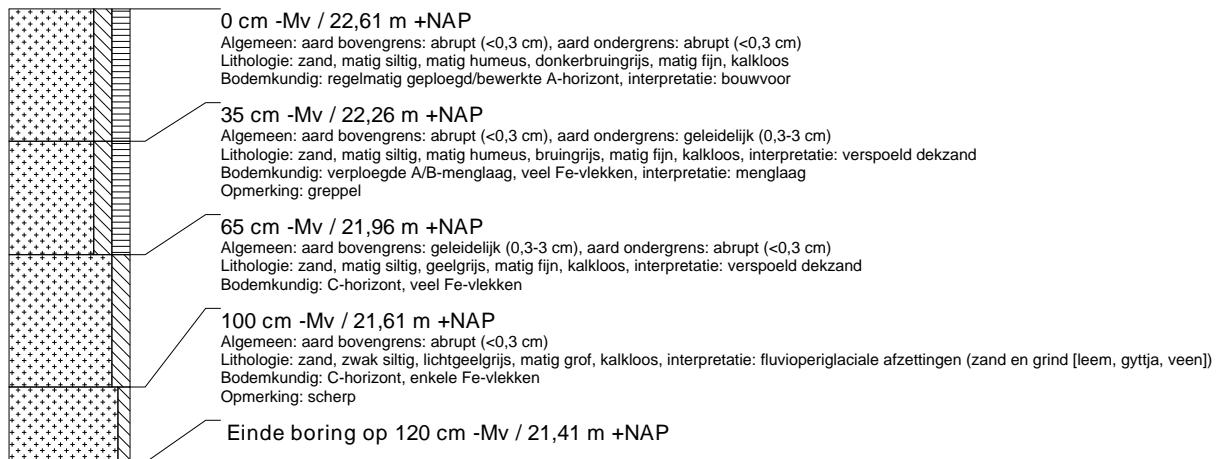 0 cm -Mv / 22,61 m +NAP
Algemeen: aard bovengrens: abrupt (<0,3 cm), aard ondergrens: abrupt (<0,3 cm)
Lithologie: zand, matig siltig, matig humeus, donkerbruingrijs, matig fijn, kalkloos
Bodemkundig: regelmatig geploegd/bewerkte A-horizont, interpretatie: bouwvoor
35 cm -Mv / 22,26 m +NAP
Algemeen: aard bovengrens: abrupt (<0,3 cm), aard ondergrens: geleidelijk (0,3-3 cm)
Lithologie: zand, matig siltig, matig humeus, bruingrijs, matig fijn, kalkloos, interpretatie: verspoeld dekzand
Bodemkundig: verploegde A/B-menglaag, veel Fe-vlekken, interpretatie: menglaag
Opmerking: greppel
65 cm -Mv / 21,96 m +NAP
Algemeen: aard bovengrens: geleidelijk (0,3-3 cm), aard ondergrens: abrupt (<0,3 cm)
Lithologie: zand, matig siltig, geelgrijs, matig fijn, kalkloos, interpretatie: verspoeld dekzand
Bodemkundig: C-horizont, veel Fe-vlekken
100 cm -Mv / 21,61 m +NAP
Algemeen: aard bovengrens: abrupt (<0,3 cm)
Lithologie: zand, zwak siltig, lichtgeelgrijs, matig grof, kalkloos, interpretatie: fluvioperiglaciale afzettingen (zand en grind [leem, gyttja, veen])
Bodemkundig: C-horizont, enkele Fe-vlekken
Opmerking: scherp
Einde boring op 120 cm -Mv / 21,41 m +NAP